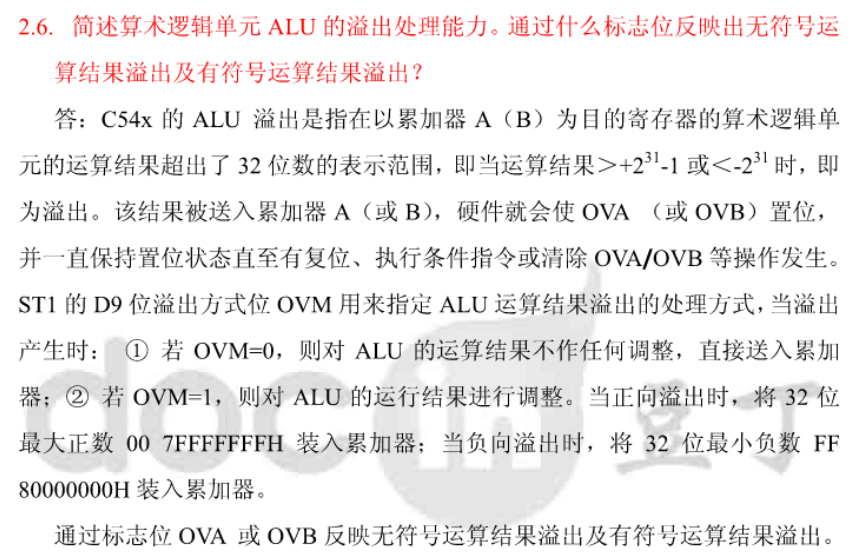 2.6. 简述算术逻辑单元 ALU 的溢出处理能力。通过什么标志位反映出无符号运
算结果溢出及有符号运算结果溢出？
答：C54x 的 ALU 溢出是指在以累加器 A（B）为目的寄存器的算术逻辑单
元的运算结果超出了 32 位数的表示范围，即当运算结果＞+2³¹-1 或＜-2³¹ 时，即
为溢出。该结果被送入累加器 A（或 B），硬件就会使 OVA （或 OVB）置位，
并一直保持置位状态直至有复位、执行条件指令或清除 OVA/OVB 等操作发生。
ST1 的 D9 位溢出方式位 OVM 用来指定 ALU 运算结果溢出的处理方式，当溢出
产生时： ① 若 OVM=0，则对 ALU 的运算结果不作任何调整，直接送入累加
器；② 若 OVM=1，则对 ALU 的运行结果进行调整。当正向溢出时，将 32 位
最大正数 00 7FFFFFFFH 装入累加器；当负向溢出时，将 32 位最小负数 FF
80000000H 装入累加器。
通过标志位 OVA 或 OVB 反映无符号运算结果溢出及有符号运算结果溢出。
docin 豆丁